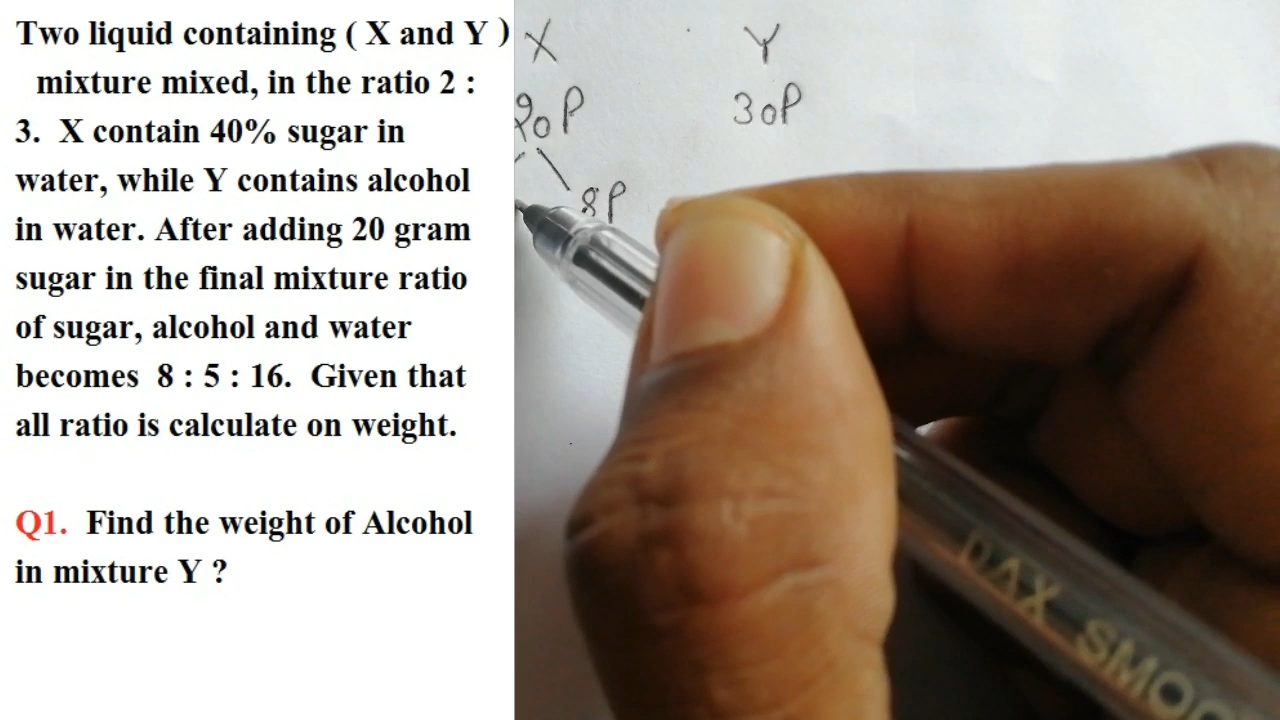 Two liquid containing ( X and Y )
mixture mixed, in the ratio 2 :
3. X contain 40% sugar in
water, while Y contains alcohol
in water. After adding 20 gram
sugar in the final mixture ratio
of sugar, alcohol and water
becomes 8 : 5 : 16. Given that
all ratio is calculate on weight.
Q1. Find the weight of Alcohol
in mixture Y ?
X Y
20P 30P
8P
DAX SMOO